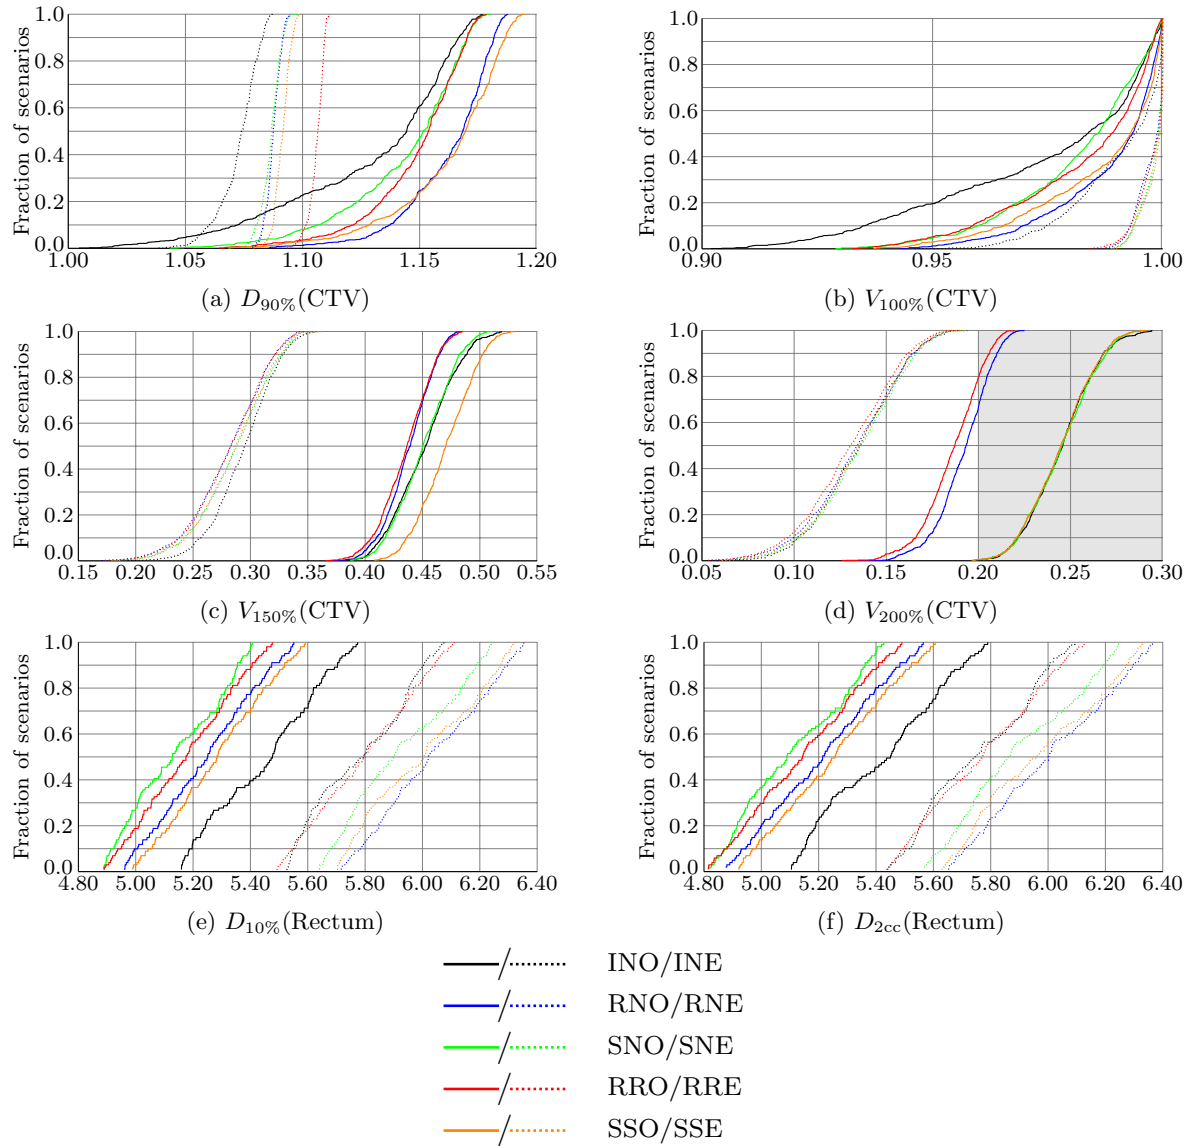 Fraction of scenarios
1.0
0.8
0.6
0.4
0.2
0.0
1.00 1.05 1.10 1.15 1.20
(a) D90%(CTV)
Fraction of scenarios
1.0
0.8
0.6
0.4
0.2
0.0
0.90 0.95 1.00
(b) V100%(CTV)
Fraction of scenarios
1.0
0.8
0.6
0.4
0.2
0.0
0.15 0.20 0.25 0.30 0.35 0.40 0.45 0.50 0.55
(c) V150%(CTV)
Fraction of scenarios
1.0
0.8
0.6
0.4
0.2
0.0
0.05 0.10 0.15 0.20 0.25 0.30
(d) V200%(CTV)
Fraction of scenarios
1.0
0.8
0.6
0.4
0.2
0.0
4.80 5.00 5.20 5.40 5.60 5.80 6.00 6.20 6.40
(e) D10%(Rectum)
Fraction of scenarios
1.0
0.8
0.6
0.4
0.2
0.0
4.80 5.00 5.20 5.40 5.60 5.80 6.00 6.20 6.40
(f) D2cc(Rectum)
INO/INE
RNO/RNE
SNO/SNE
RRO/RRE
SSO/SSE